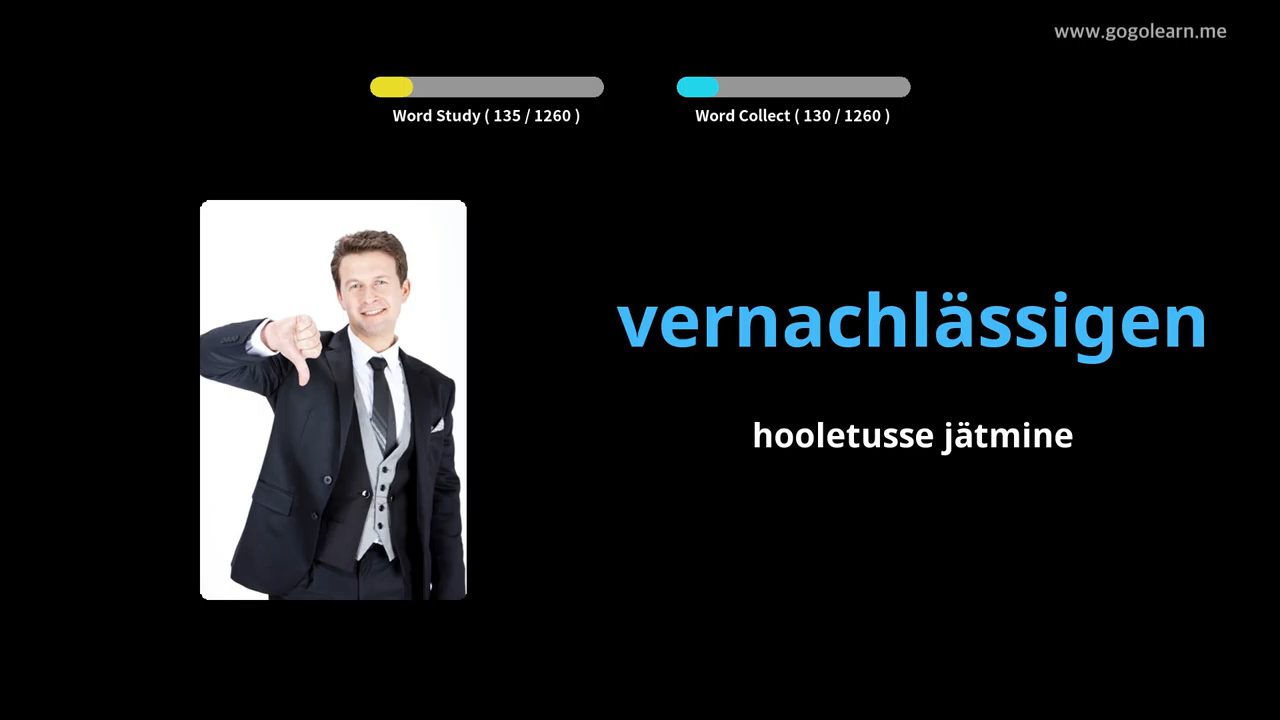 www.gogolearn.me
Word Study ( 135 / 1260 )
Word Collect ( 130 / 1260 )
vernachlässigen
hooletusse jätmine